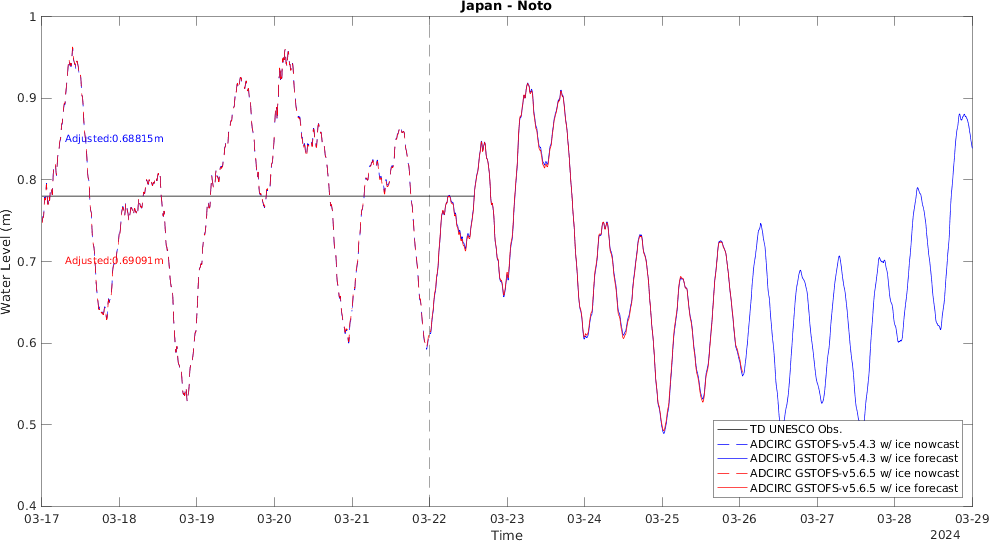 Japan - Noto
1
0.9
0.8
0.7
0.6
0.5
0.4
Water Level (m)
Adjusted:0.68815m
Adjusted:0.69091m
TD UNESCO Obs.
ADCIRC GSTOFS-v5.4.3 w/ ice nowcast
ADCIRC GSTOFS-v5.4.3 w/ ice forecast
ADCIRC GSTOFS-v5.6.5 w/ ice nowcast
ADCIRC GSTOFS-v5.6.5 w/ ice forecast
03-17 03-18 03-19 03-20 03-21 03-22 03-23 03-24 03-25 03-26 03-27 03-28 03-29
Time
2024